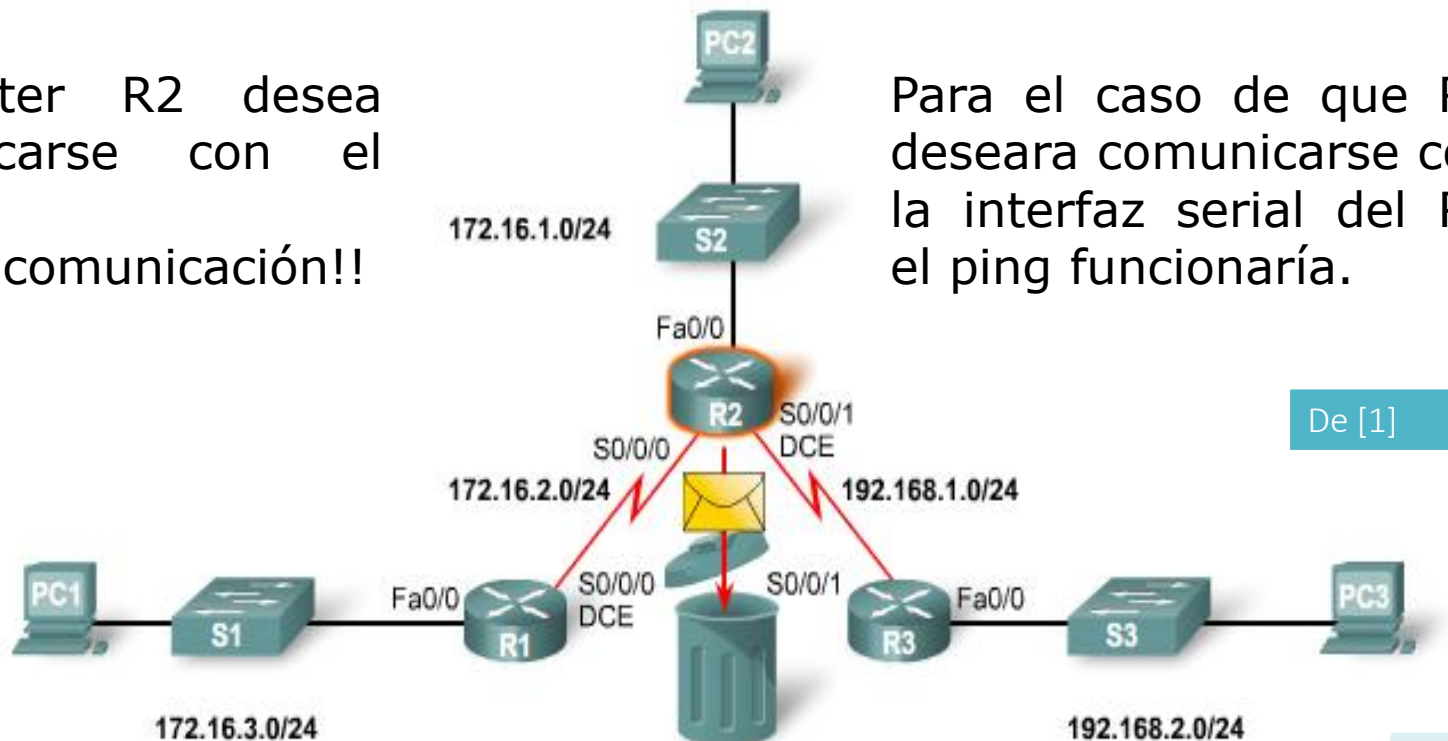 ter R2 desea
carse con el
comunicación!!
Para el caso de que
deseara comunicarse
la interfaz serial del
el ping funcionaría.
De [1]
PC2
172.16.1.0/24
S2
Fa0/0
R2
S0/0/1
DCE
S0/0/0
172.16.2.0/24
192.168.1.0/24
PC1
S1
Fa0/0
R1
S0/0/0
DCE
S0/0/1
R3
Fa0/0
S3
PC3
172.16.3.0/24
192.168.2.0/24